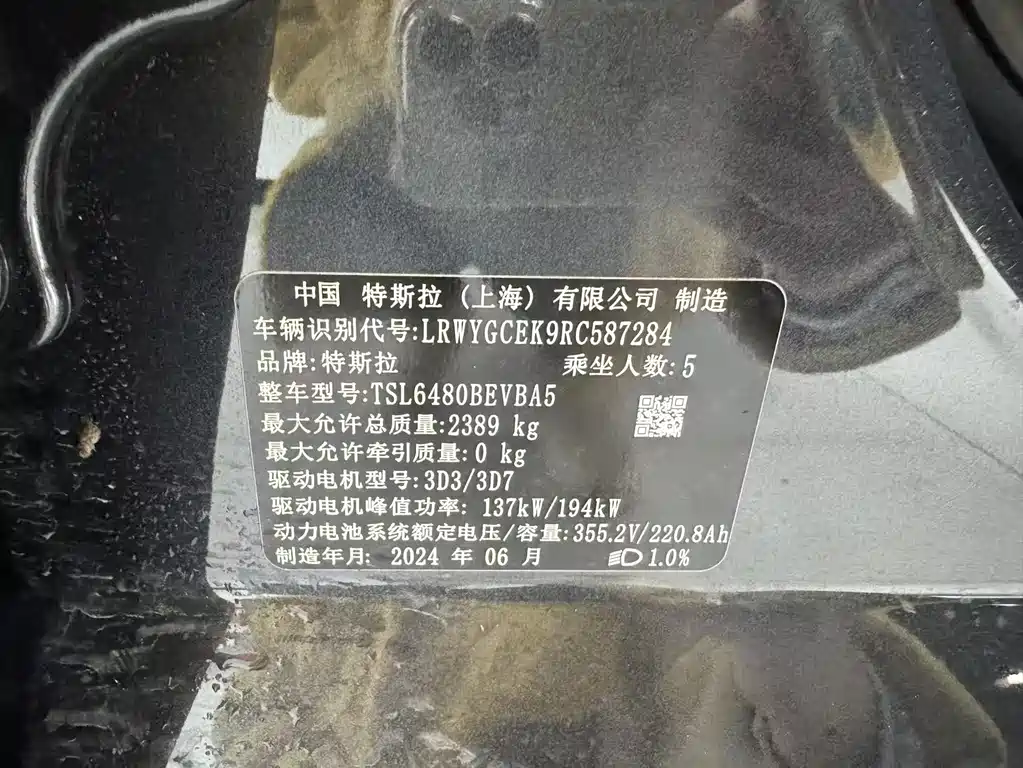 中国 特斯拉（上海）有限公司 制造
车辆识别代号:LRWYGCEK9RC587284
品牌:特斯拉 乘坐人数:5
整车型号:TSL6480BEVBA5
最大允许总质量:2389 kg
最大允许牵引质量:0 kg
驱动电机型号:3D3/3D7
驱动电机峰值功率: 137kW/194kW
动力电池系统额定电压/容量:355.2V/220.8Ah
制造年月: 2024 年 06 月 1.0%